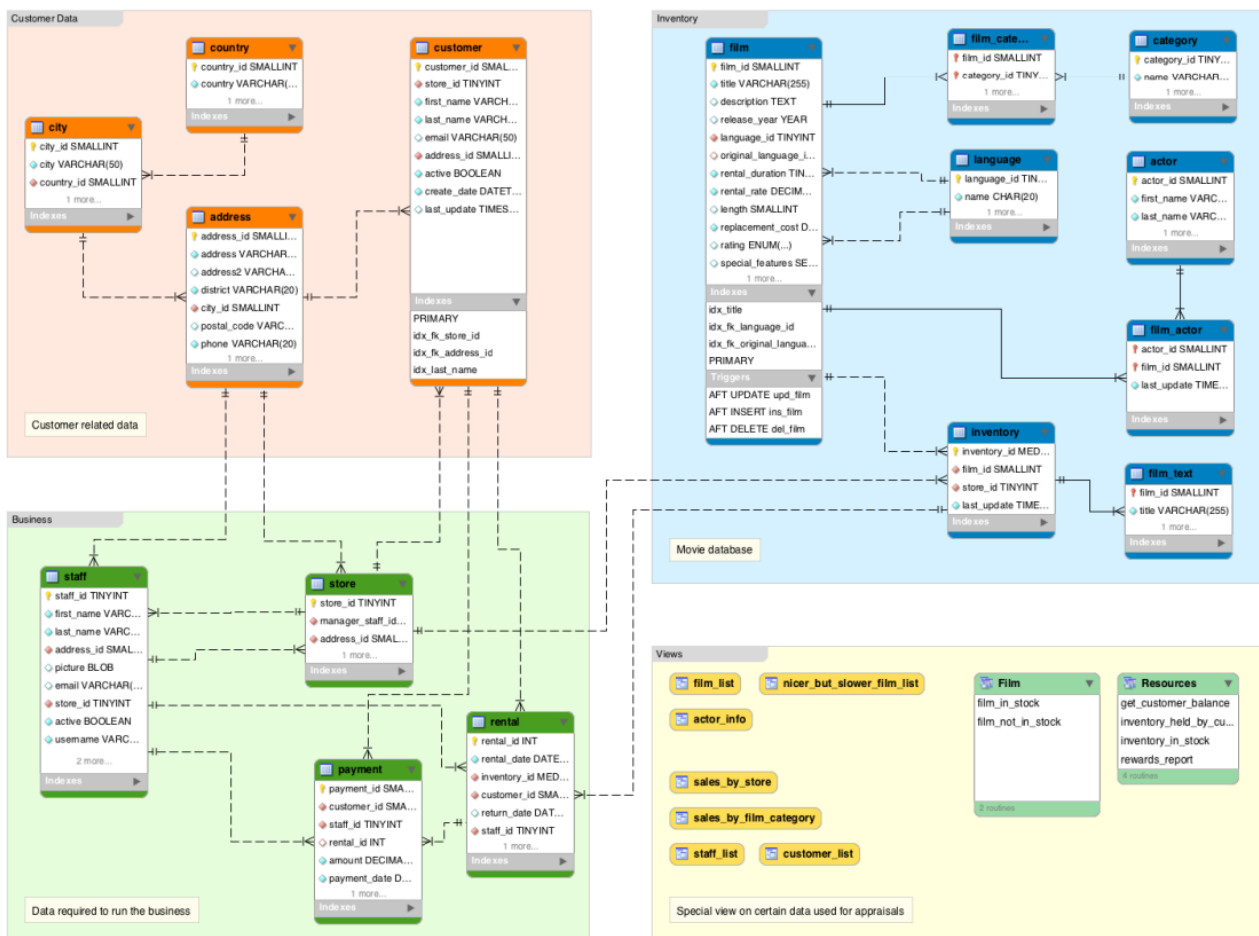 Customer Data
country
country_id SMALLINT
country VARCHAR(...
1 more...
Indexes
customer
customer_id SMAL...
store_id TINYINT
first_name VARCH...
last_name VARCH...
email VARCHAR(50)
address_id SMALLI...
active BOOLEAN
create_date DATET...
last_update TIMES...
Indexes
PRIMARY
idx_fk_store_id
idx_fk_address_id
idx_last_name
city
city_id SMALLINT
city VARCHAR(50)
country_id SMALLINT
1 more...
Indexes
address
address_id SMALLI...
address VARCHAR...
address2 VARCHA...
district VARCHAR(20)
city_id SMALLINT
postal_code VARC...
phone VARCHAR(20)
1 more...
Indexes
Customer related data
Inventory
film
film_id SMALLINT
title VARCHAR(255)
description TEXT
release_year YEAR
language_id TINYINT
original_language_i...
rental_duration TIN...
rental_rate DECIM...
length SMALLINT
replacement_cost D...
rating ENUM(...)
special_features SE...
1 more...
Indexes
idx_title
idx_fk_language_id
idx_fk_original_langua...
PRIMARY
Triggers
AFT UPDATE upd_film
AFT INSERT ins_film
AFT DELETE del_film
film_cate...
film_id SMALLINT
category_id TINY...
1 more...
Indexes
category
category_id TINY...
name VARCHAR...
1 more...
Indexes
language
language_id TIN...
name CHAR(20)
1 more...
Indexes
actor
actor_id SMALLINT
first_name VARC...
last_name VARC...
1 more...
Indexes
film_actor
actor_id SMALLINT
film_id SMALLINT
last_update TIME...
Indexes
inventory
inventory_id MED...
film_id SMALLINT
store_id TINYINT
last_update TIME...
Indexes
film_text
film_id SMALLINT
title VARCHAR(255)
1 more...
Indexes
Movie database
Business
staff
staff_id TINYINT
first_name VARC...
last_name VARC...
address_id SMAL...
picture BLOB
email VARCHAR(...
store_id TINYINT
active BOOLEAN
username VARC...
2 more...
Indexes
store
store_id TINYINT
manager_staff_id...
address_id SMAL...
1 more...
Indexes
payment
payment_id SMA...
customer_id SMA...
staff_id TINYINT
rental_id INT
amount DECIMA...
payment_date D...
1 more...
Indexes
rental
rental_id INT
rental_date DATE...
inventory_id MED...
customer_id SMA...
return_date DAT...
staff_id TINYINT
1 more...
Indexes
Data required to run the business
Views
film_list
nicer_but_slower_film_list
actor_info
sales_by_store
sales_by_film_category
staff_list
customer_list
Film
film_in_stock
film_not_in_stock
2 routines
Resources
get_customer_balance
inventory_held_by_cu...
inventory_in_stock
rewards_report
4 routines
Special view on certain data used for appraisals